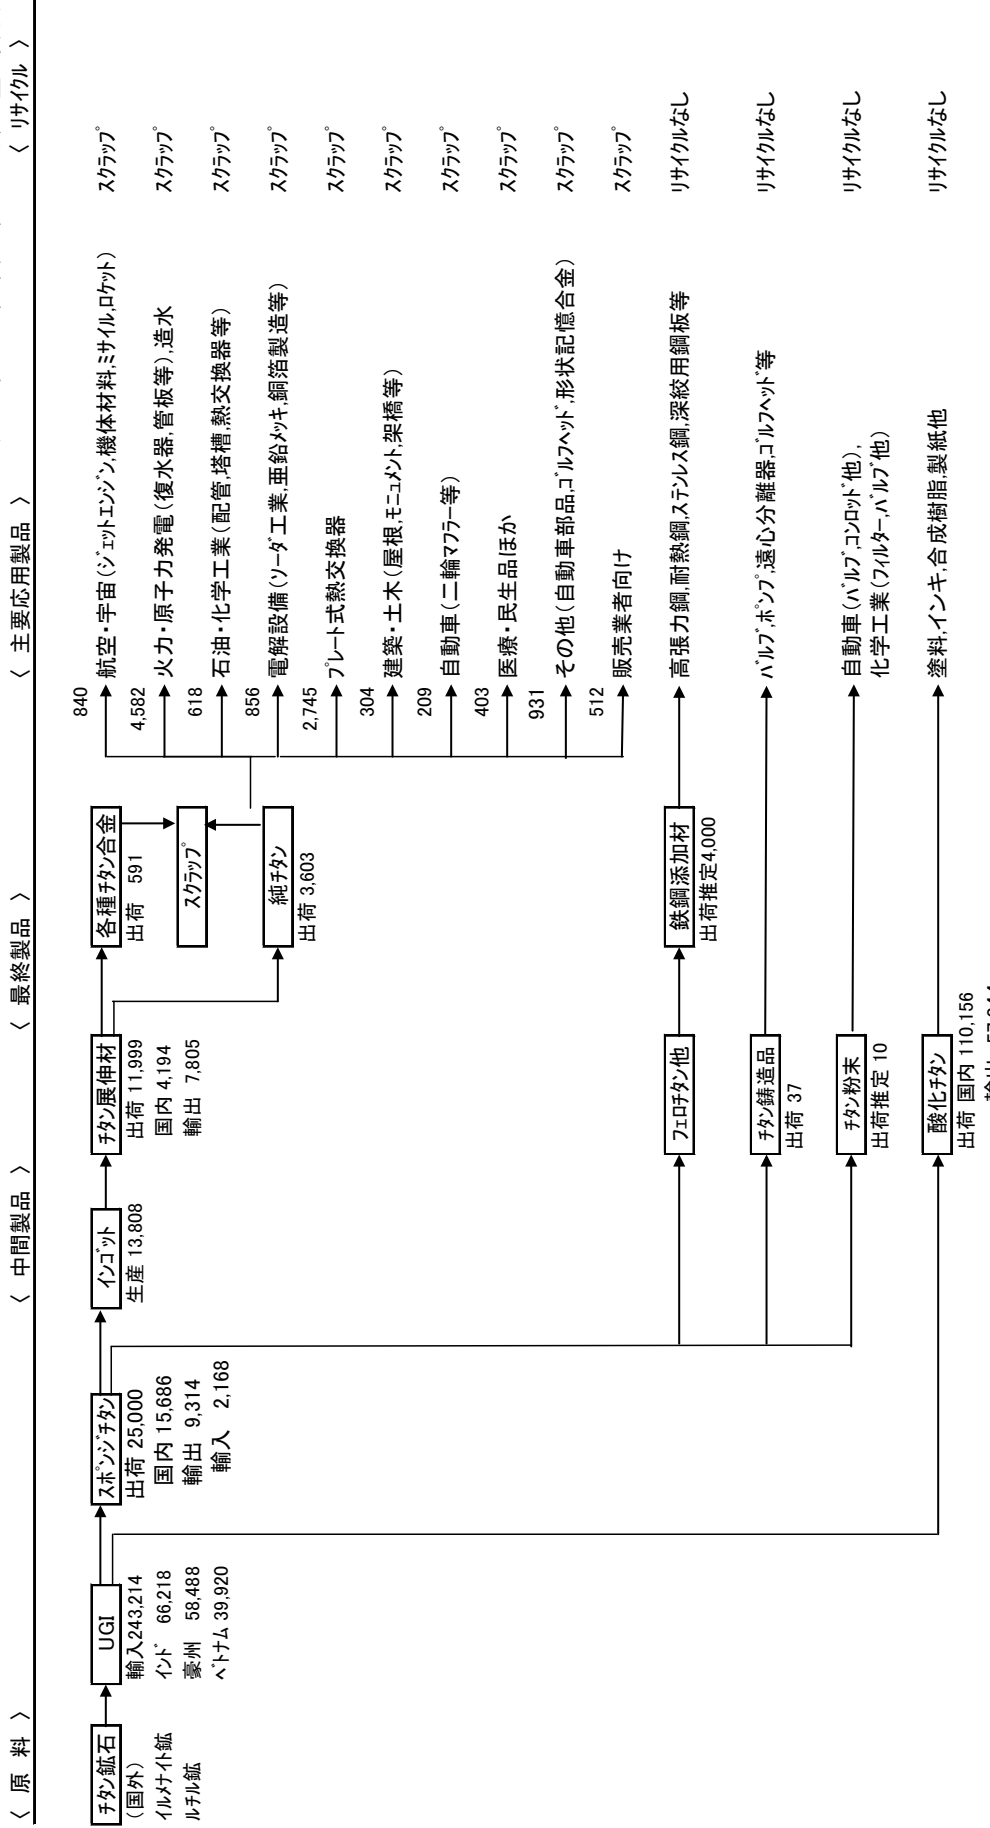 〈 原 料 〉
〈 中間製品 〉
〈 最終製品 〉
〈 主要応用製品 〉
〈 リサイクル 〉
チタン鉱石
(国外)
イルメナイト鉱
ルチル鉱
UGI
輸入243,214
インド 66,218
豪州 58,488
ベトナム 39,920
スポンジチタン
出荷 25,000
国内 15,686
輸出 9,314
輸入 2,168
インゴット
生産 13,808
チタン展伸材
出荷 11,999
国内 4,194
輸出 7,805
各種チタン合金
出荷 591
スクラップ
純チタン
出荷 3,603
840
航空・宇宙(ジェットエンジン,機体材料,ミサイル,ロケット)
スクラップ
4,582
火力・原子力発電(復水器,管板等),造水
スクラップ
618
石油・化学工業(配管,塔槽,熱交換器等)
スクラップ
856
電解設備(ソーダ工業,亜鉛メッキ,銅箔製造等)
スクラップ
2,745
プレート式熱交換器
スクラップ
304
建築・土木(屋根,モニュメント,架橋等)
スクラップ
209
自動車(二輪マフラー等)
スクラップ
403
医療・民生品ほか
スクラップ
931
その他(自動車部品,ゴルフヘッド,形状記憶合金)
スクラップ
512
販売業者向け
スクラップ
フェロチタン他
鉄鋼添加材
出荷推定4,000
高張力鋼,耐熱鋼,ステンレス鋼,深絞用鋼板等
リサイクルなし
チタン鋳造品
出荷 37
バルブ,ポンプ,遠心分離器,ゴルフヘッド等
リサイクルなし
チタン粉末
出荷推定 10
自動車(バルブ,コンロッド他),
化学工業(フィルター,バルブ他)
リサイクルなし
酸化チタン
出荷 国内 110,156
塗料,インキ,合成樹脂,製紙他
リサイクルなし